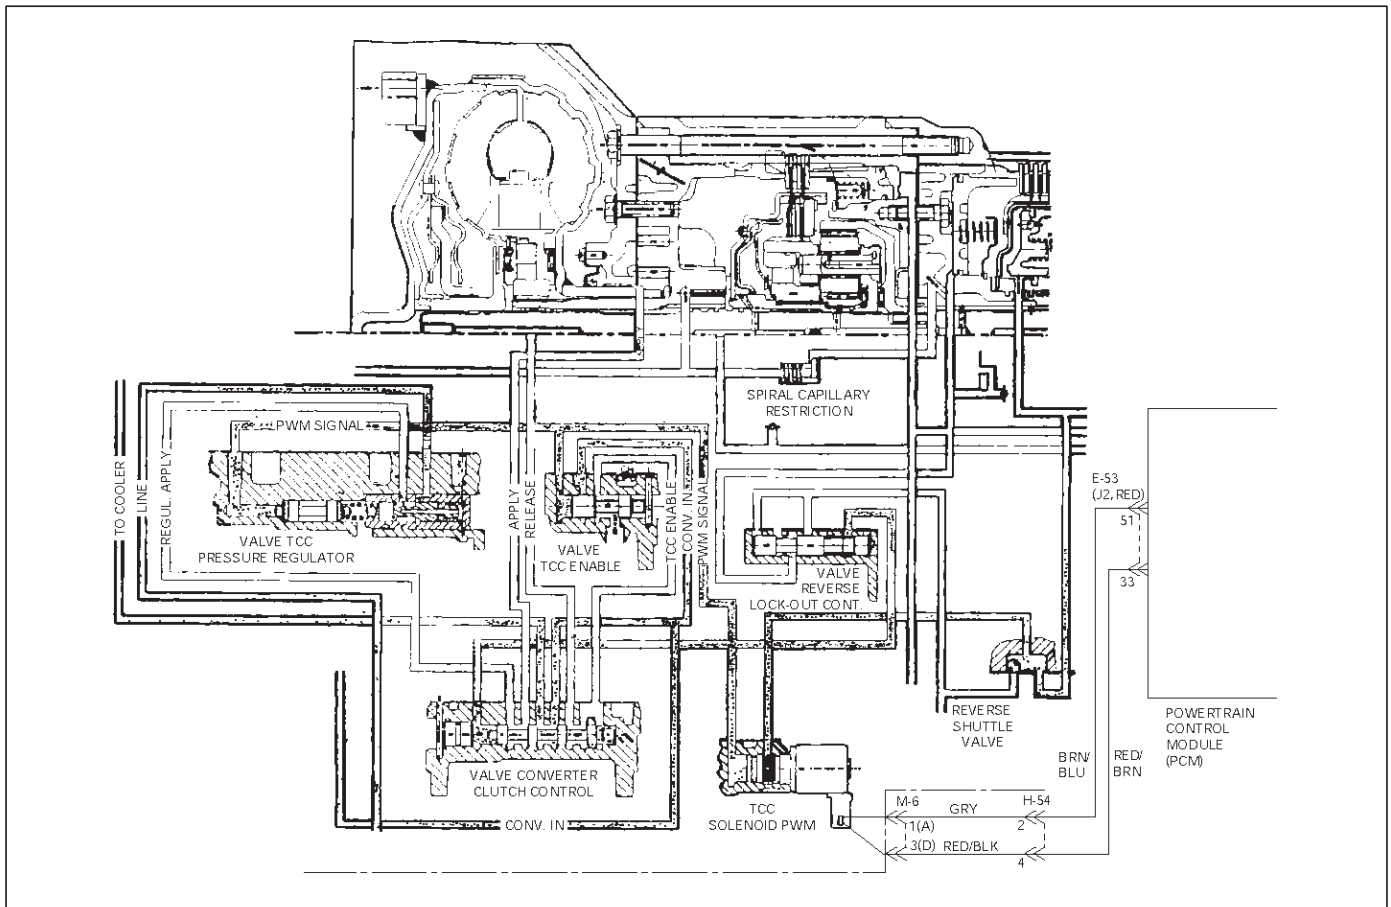 SPIRAL CAPILLARY
RESTRICTION
PWM SIGNAL
TO COOLER
LINE
REGUL. APPLY
APPLY
RELEASE
TCC ENABLE
CONV. IN
PWM SIGNAL
VALVE TCC
PRESSURE REGULATOR
VALVE
TCC ENABLE
VALVE
REVERSE
LOCK-OUT CONT.
E-53
(J2, RED)
51
33
REVERSE
SHUTTLE
VALVE
POWERTRAIN
CONTROL
MODULE
(PCM)
BRN/
BLU
RED/
BRN
VALVE CONVERTER
CLUTCH CONTROL
CONV. IN
TCC
SOLENOID PWM
M-6
GRY
H-54
1(A)
2
3(D)
RED/BLK
4